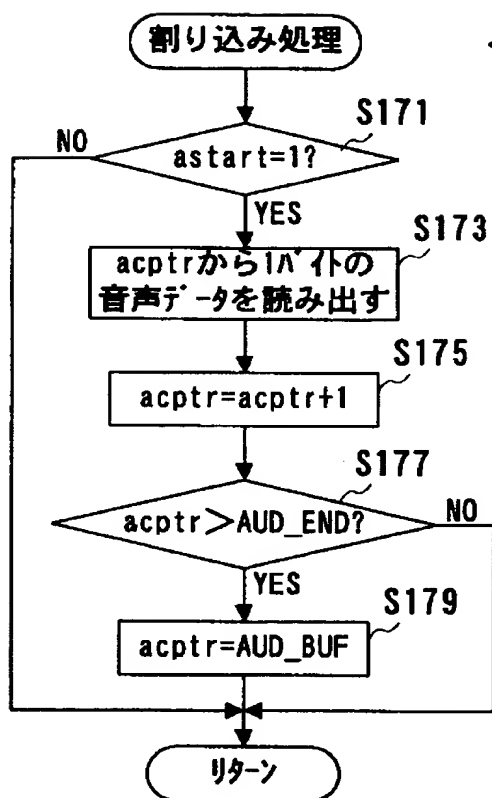 割り込み処理
S171
NO
astart=1?
YES
S173
acptrから1ﾊﾞｲﾄの
音声ﾃﾞｰﾀを読み出す
S175
acptr=acptr+1
S177
acptr>AUD_END?
NO
YES
S179
acptr=AUD_BUF
ﾘﾀｰﾝ